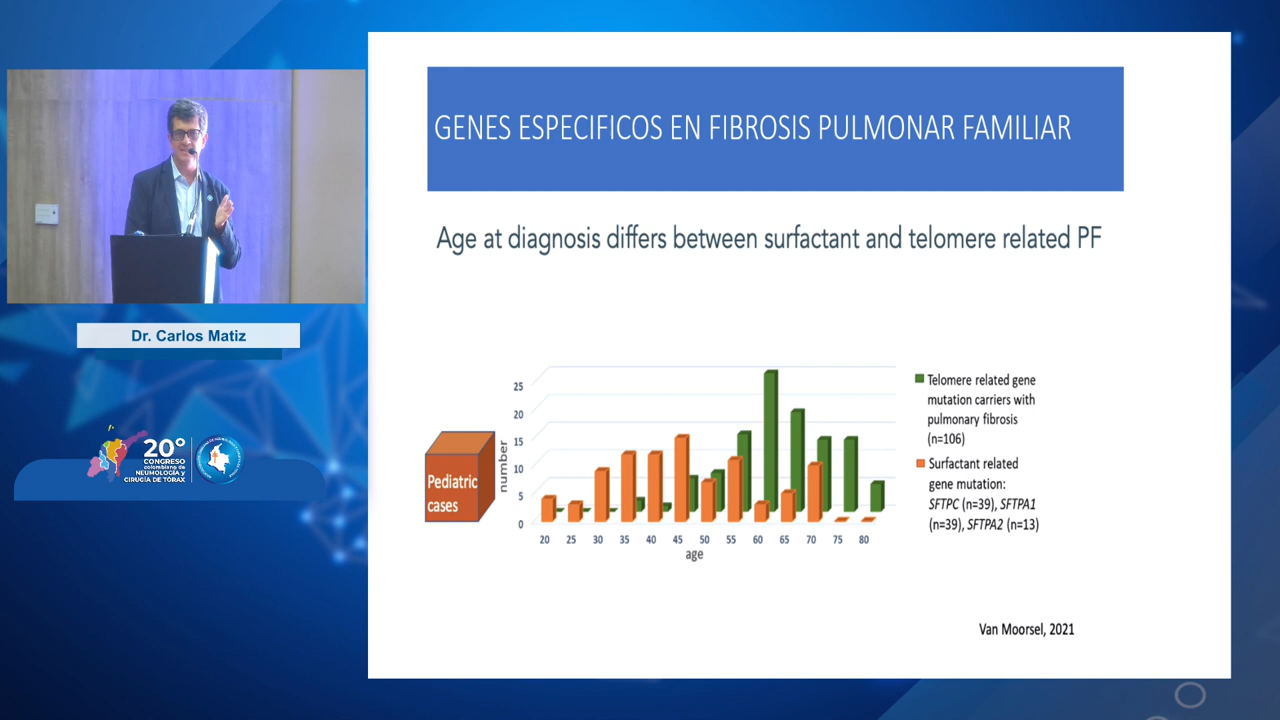 GENES ESPECIFICOS EN FIBROSIS PULMONAR FAMILIAR
Age at diagnosis differs between surfactant and telomere related PF
Pediatric
cases
number
25
20
15
10
5
0
20 25 30 35 40 45 50 55 60 65 70 75 80
age
Telomere related gene
mutation carriers with
pulmonary fibrosis
(n=106)
Surfactant related
gene mutation:
SFTPC (n=39), SFTPA1
(n=39), SFTPA2 (n=13)
Van Moorsel, 2021
Dr. Carlos Matiz
20°
CONGRESO
colombiano de
NEUMOLOGÍA y
CIRUGÍA DE TÓRAX